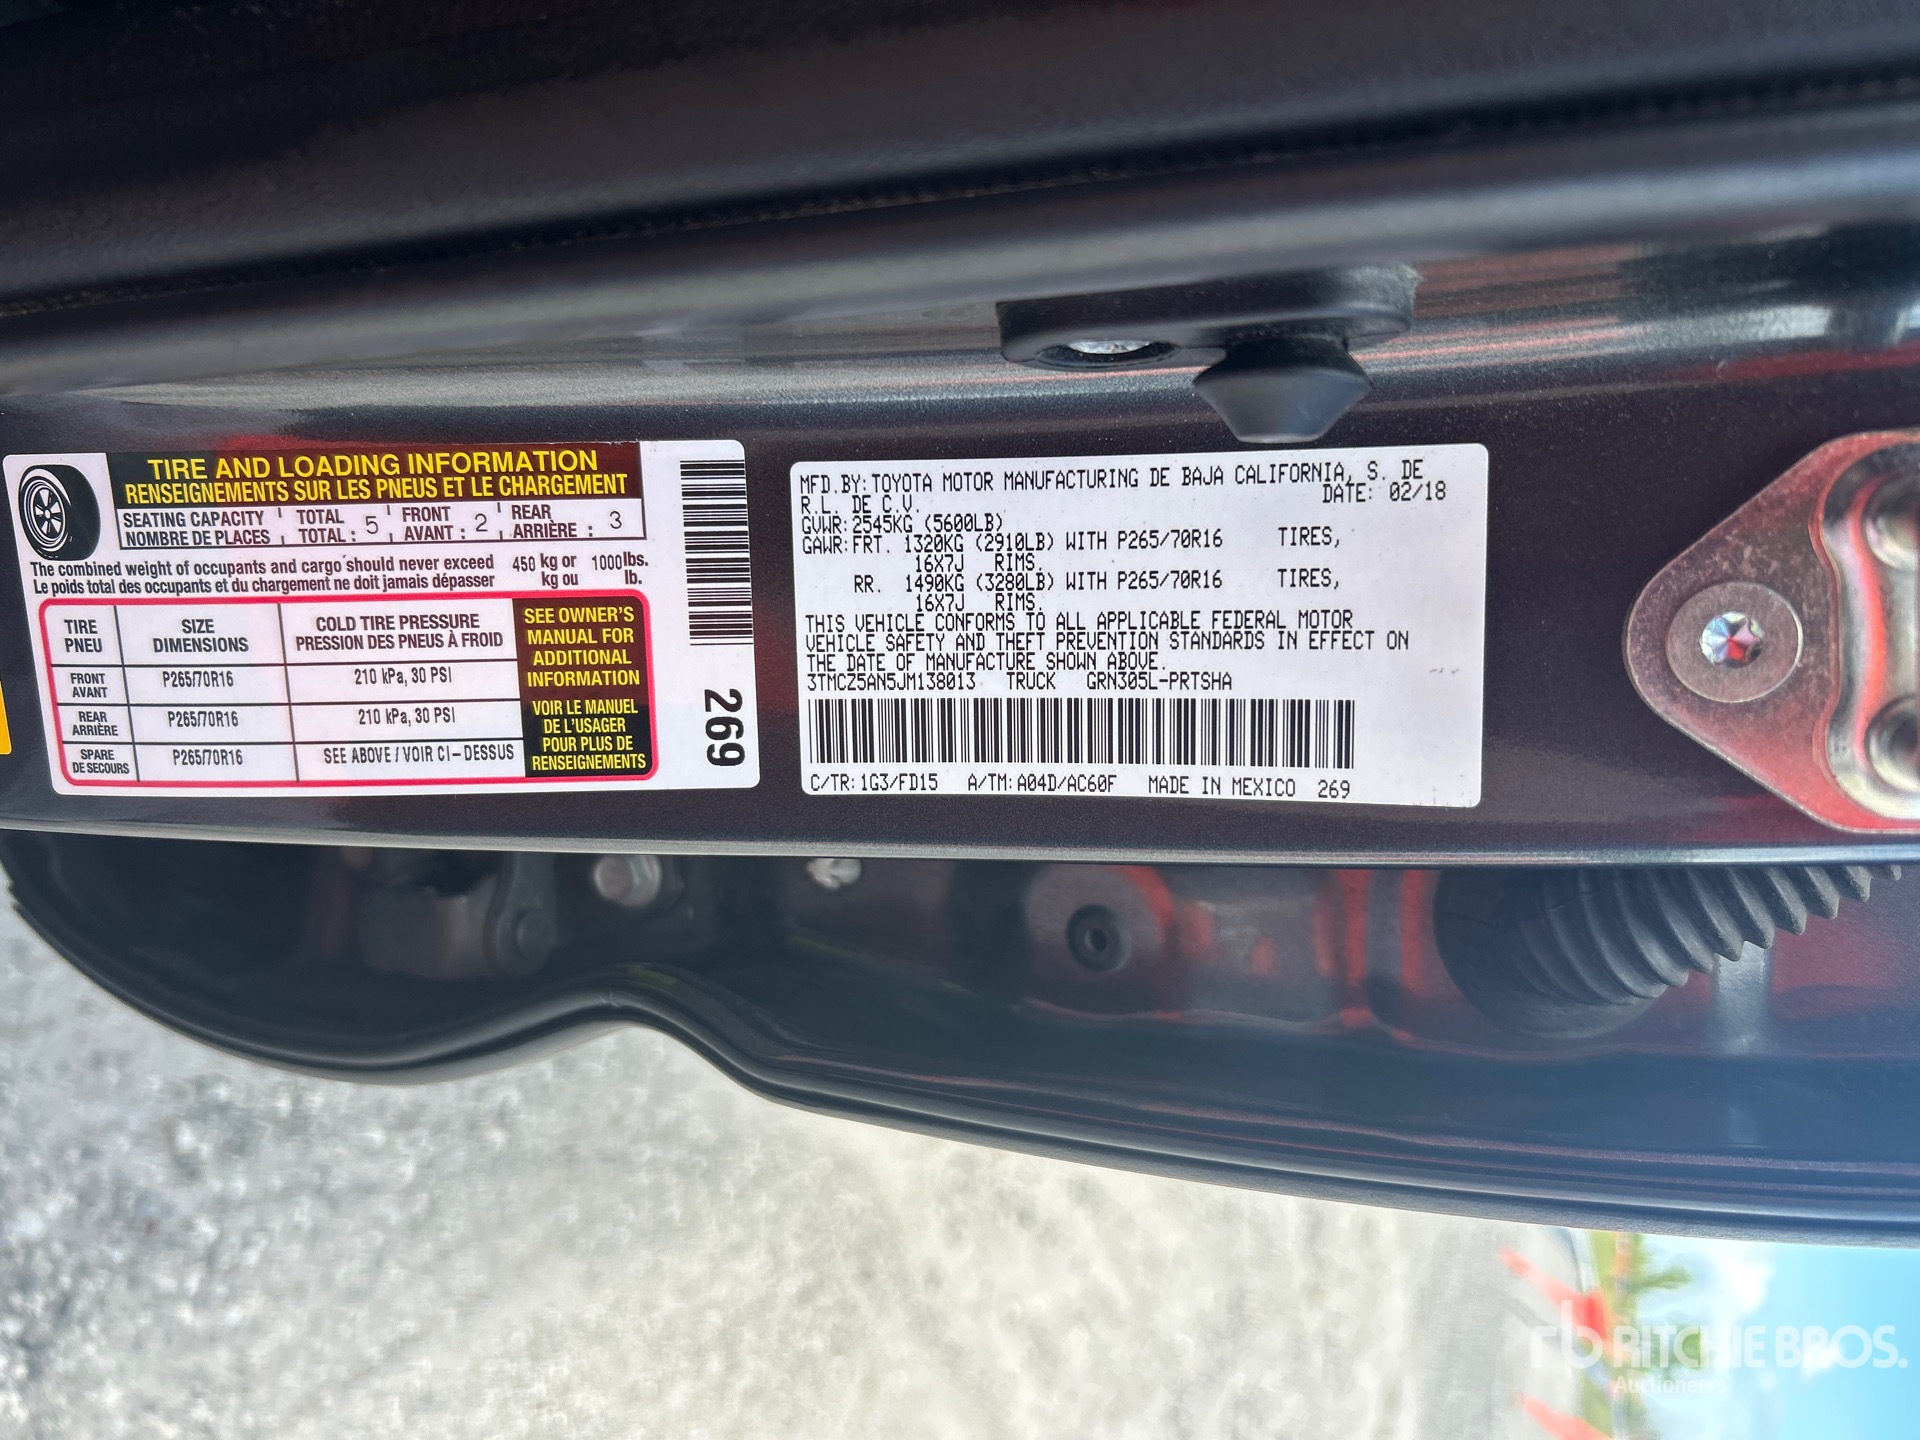 TIRE AND LOADING INFORMATION
RENSEIGNEMENTS SUR LES PNEUS ET LE CHARGEMENT
SEATING CAPACITY TOTAL 5 FRONT 2 REAR 3
NOMBRE DE PLACES TOTAL : AVANT : ARRIÈRE :
The combined weight of occupants and cargo should never exceed 450 kg or 1000 lbs.
Le poids total des occupants et du chargement ne doit jamais dépasser kg ou lb.
TIRE SIZE COLD TIRE PRESSURE
PNEU DIMENSIONS PRESSION DES PNEUS À FROID
FRONT P265/70R16 210 kPa, 30 PSI
AVANT
REAR P265/70R16 210 kPa, 30 PSI
ARRIÈRE
SPARE P265/70R16 SEE ABOVE / VOIR CI-DESSUS
DE SECOURS
SEE OWNER'S
MANUAL FOR
ADDITIONAL
INFORMATION
VOIR LE MANUEL
DE L'USAGER
POUR PLUS DE
RENSEIGNEMENTS
269
MFD.BY:TOYOTA MOTOR MANUFACTURING DE BAJA CALIFORNIA, S. DE
R.L. DE C.V. DATE: 02/18
GVWR:2545KG (5600LB)
GAWR:FRT. 1320KG (2910LB) WITH P265/70R16 TIRES,
16X7J RIMS.
RR. 1490KG (3280LB) WITH P265/70R16 TIRES,
16X7J RIMS.
THIS VEHICLE CONFORMS TO ALL APPLICABLE FEDERAL MOTOR
VEHICLE SAFETY AND THEFT PREVENTION STANDARDS IN EFFECT ON
THE DATE OF MANUFACTURE SHOWN ABOVE.
3TMCZ5AN5JM138013 TRUCK GRN305L-PRTSHA
C/TR:1G3/FD15 A/TM:A04D/AC60F MADE IN MEXICO 269
rb RITCHIE BROS.
Auctioneers